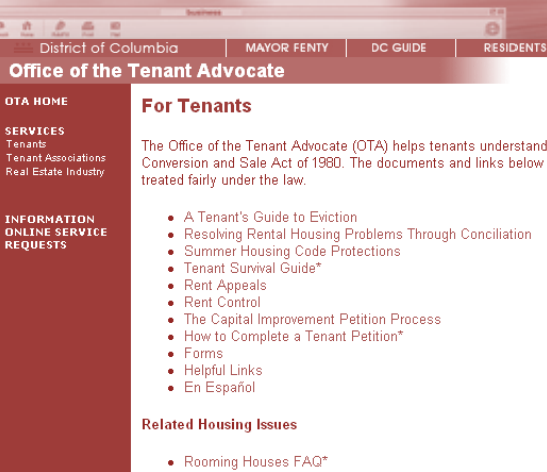 business
District of Columbia MAYOR FENTY DC GUIDE RESIDENTS
Office of the Tenant Advocate
OTA HOME
SERVICES
Tenants
Tenant Associations
Real Estate Industry
INFORMATION
ONLINE SERVICE
REQUESTS
For Tenants
The Office of the Tenant Advocate (OTA) helps tenants understand
Conversion and Sale Act of 1980. The documents and links below
treated fairly under the law.
A Tenant's Guide to Eviction
Resolving Rental Housing Problems Through Conciliation
Summer Housing Code Protections
Tenant Survival Guide*
Rent Appeals
Rent Control
The Capital Improvement Petition Process
How to Complete a Tenant Petition*
Forms
Helpful Links
En Español
Related Housing Issues
Rooming Houses FAQ*